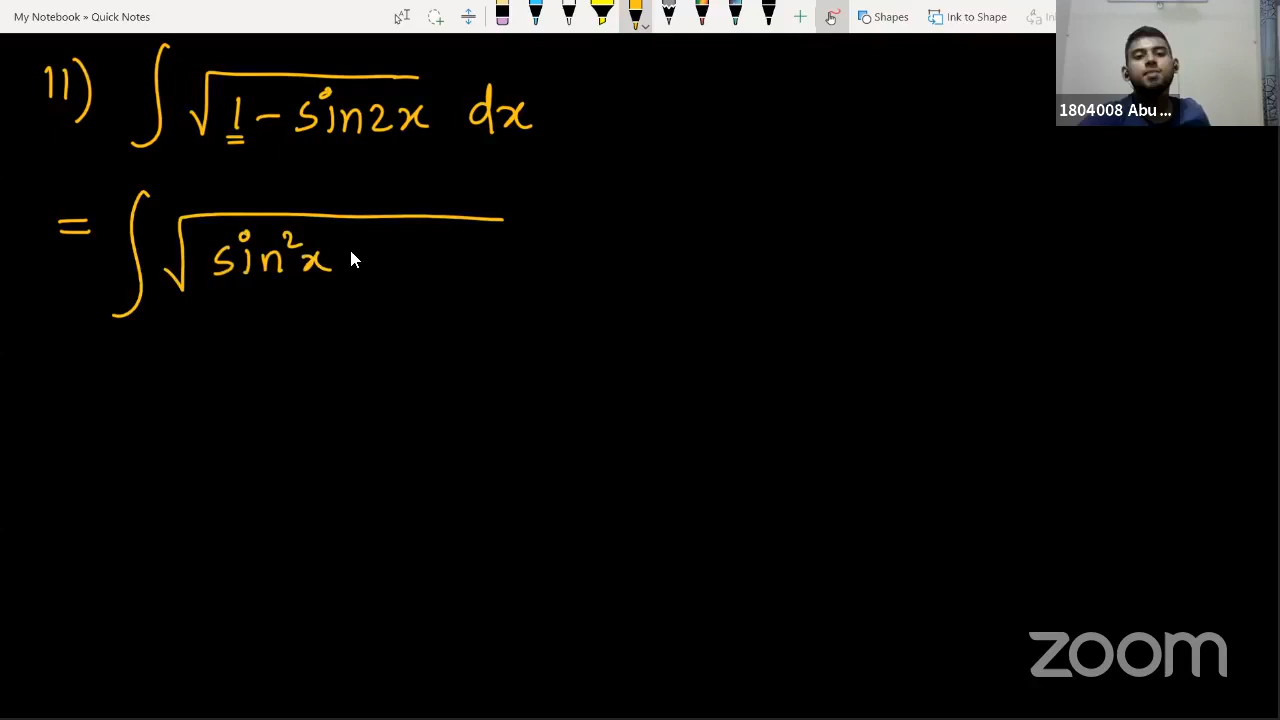 My Notebook » Quick Notes
Shapes
Ink to Shape
1804008 Abu ...
11) ∫ √(1 - sin2x) dx
= ∫ √(sin²x
zoom